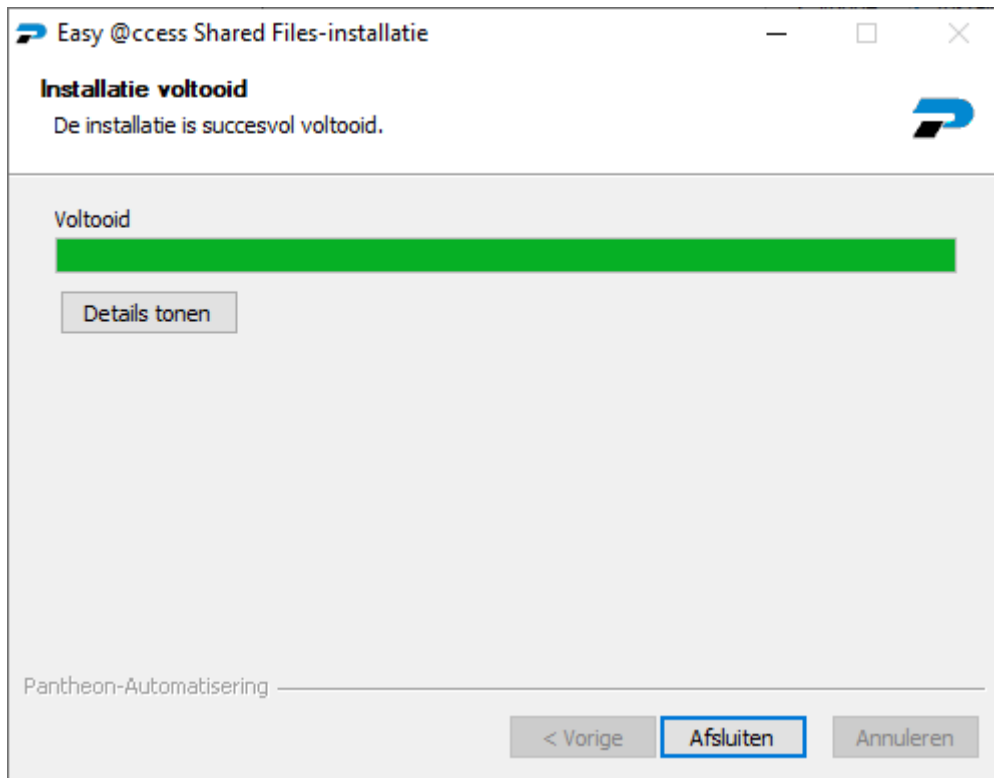 Easy @ccess Shared Files-installatie
Installatie voltooid
De installatie is succesvol voltooid.
Voltooid
Details tonen
Pantheon-Automatisering
< Vorige
Afsluiten
Annuleren